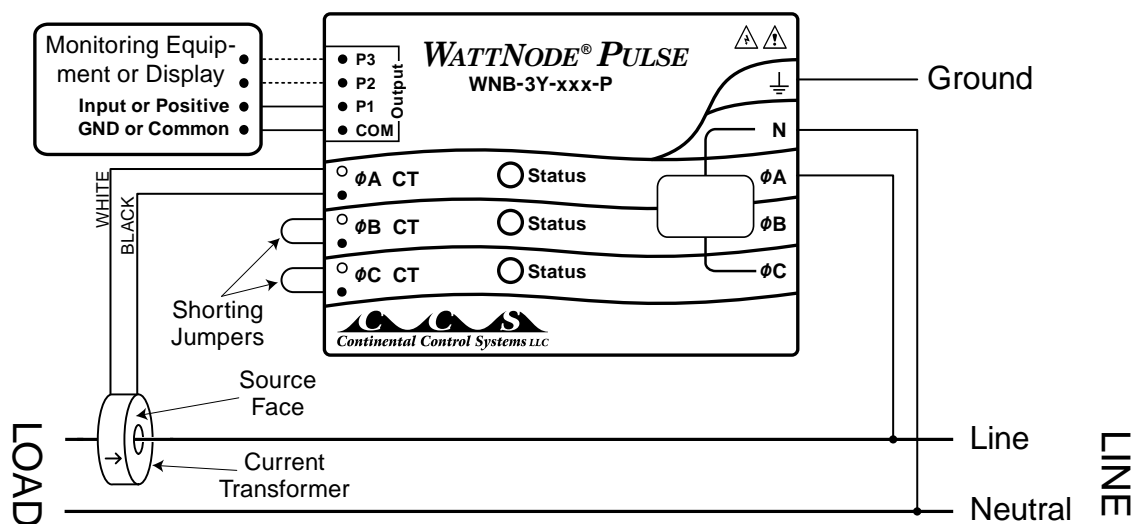 Monitoring Equip-
ment or Display
Input or Positive
GND or Common
P3
P2
P1
COM
Output
WATTNODE® PULSE
WNB-3Y-xxx-P
Ground
N
ϕA CT
Status
ϕA
ϕB CT
Status
ϕB
ϕC CT
Status
ϕC
WHITE
BLACK
Shorting
Jumpers
CCS
Continental Control Systems LLC
Source
Face
LOAD
Line
LINE
Current
Transformer
Neutral